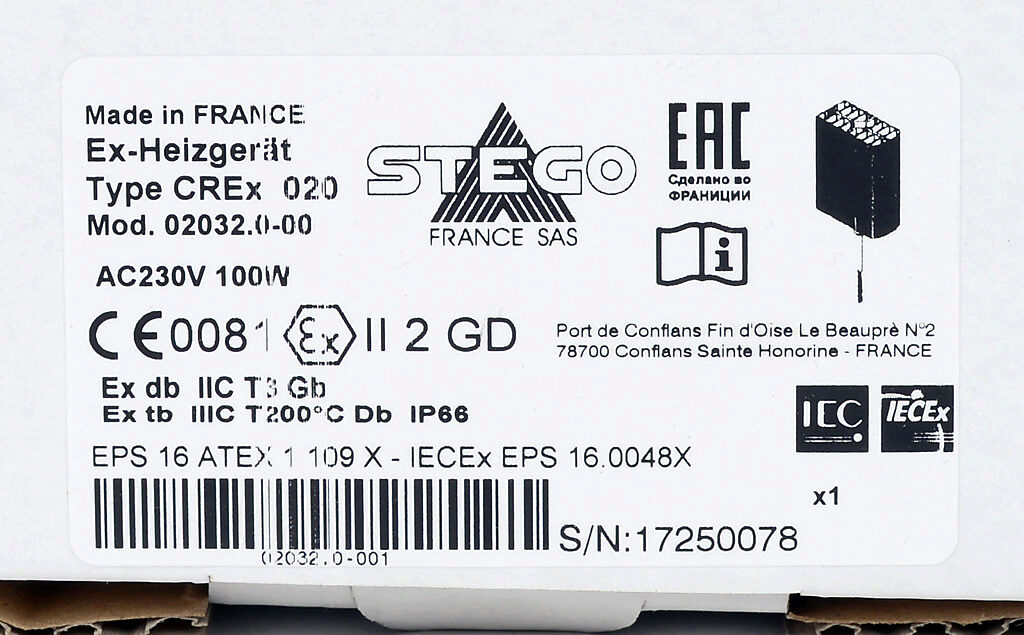 Made in FRANCE
Ex-Heizgerät
Type CREx 020
Mod. 02032.0-00
AC230V 100W
STEGO
FRANCE SAS
EAC
Сделано во
ФРАНИЦИИ
i
CE0081 Ex II 2 GD
Port de Conflans Fin d'Oise Le Beauprè N°2
78700 Conflans Sainte Honorine - FRANCE
Ex db IIC T3 Gb
Ex tb IIIC T200°C Db IP66
IEC
IECEx
EPS 16 ATEX 1 109 X - IECEx EPS 16.0048X
x1
02032.0-001
S/N:17250078